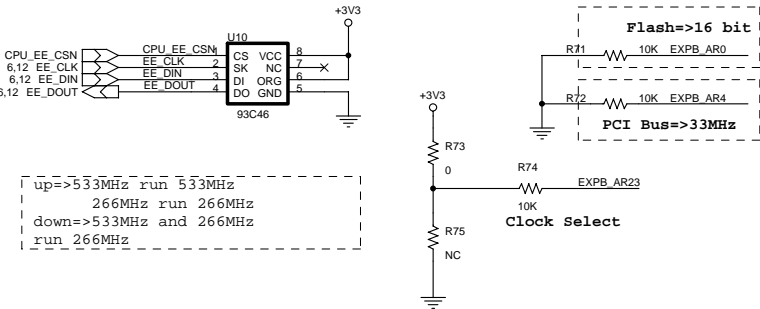 +3V3
U10
CPU_EE_CSN CPU_EE_CSN 1 CS VCC 8
6,12 EE_CLK EE_CLK 2 SK NC 7
6,12 EE_DIN EE_DIN 3 DI ORG 6
6,12 EE_DOUT EE_DOUT 4 DO GND 5
93C46
Flash=>16 bit
R71 10K EXPB_AR0
R72 10K EXPB_AR4
PCI Bus=>33MHz
+3V3
R73
0
R74
EXPB_AR23
10K
Clock Select
R75
NC
up=>533MHz run 533MHz
266MHz run 266MHz
down=>533MHz and 266MHz
run 266MHz